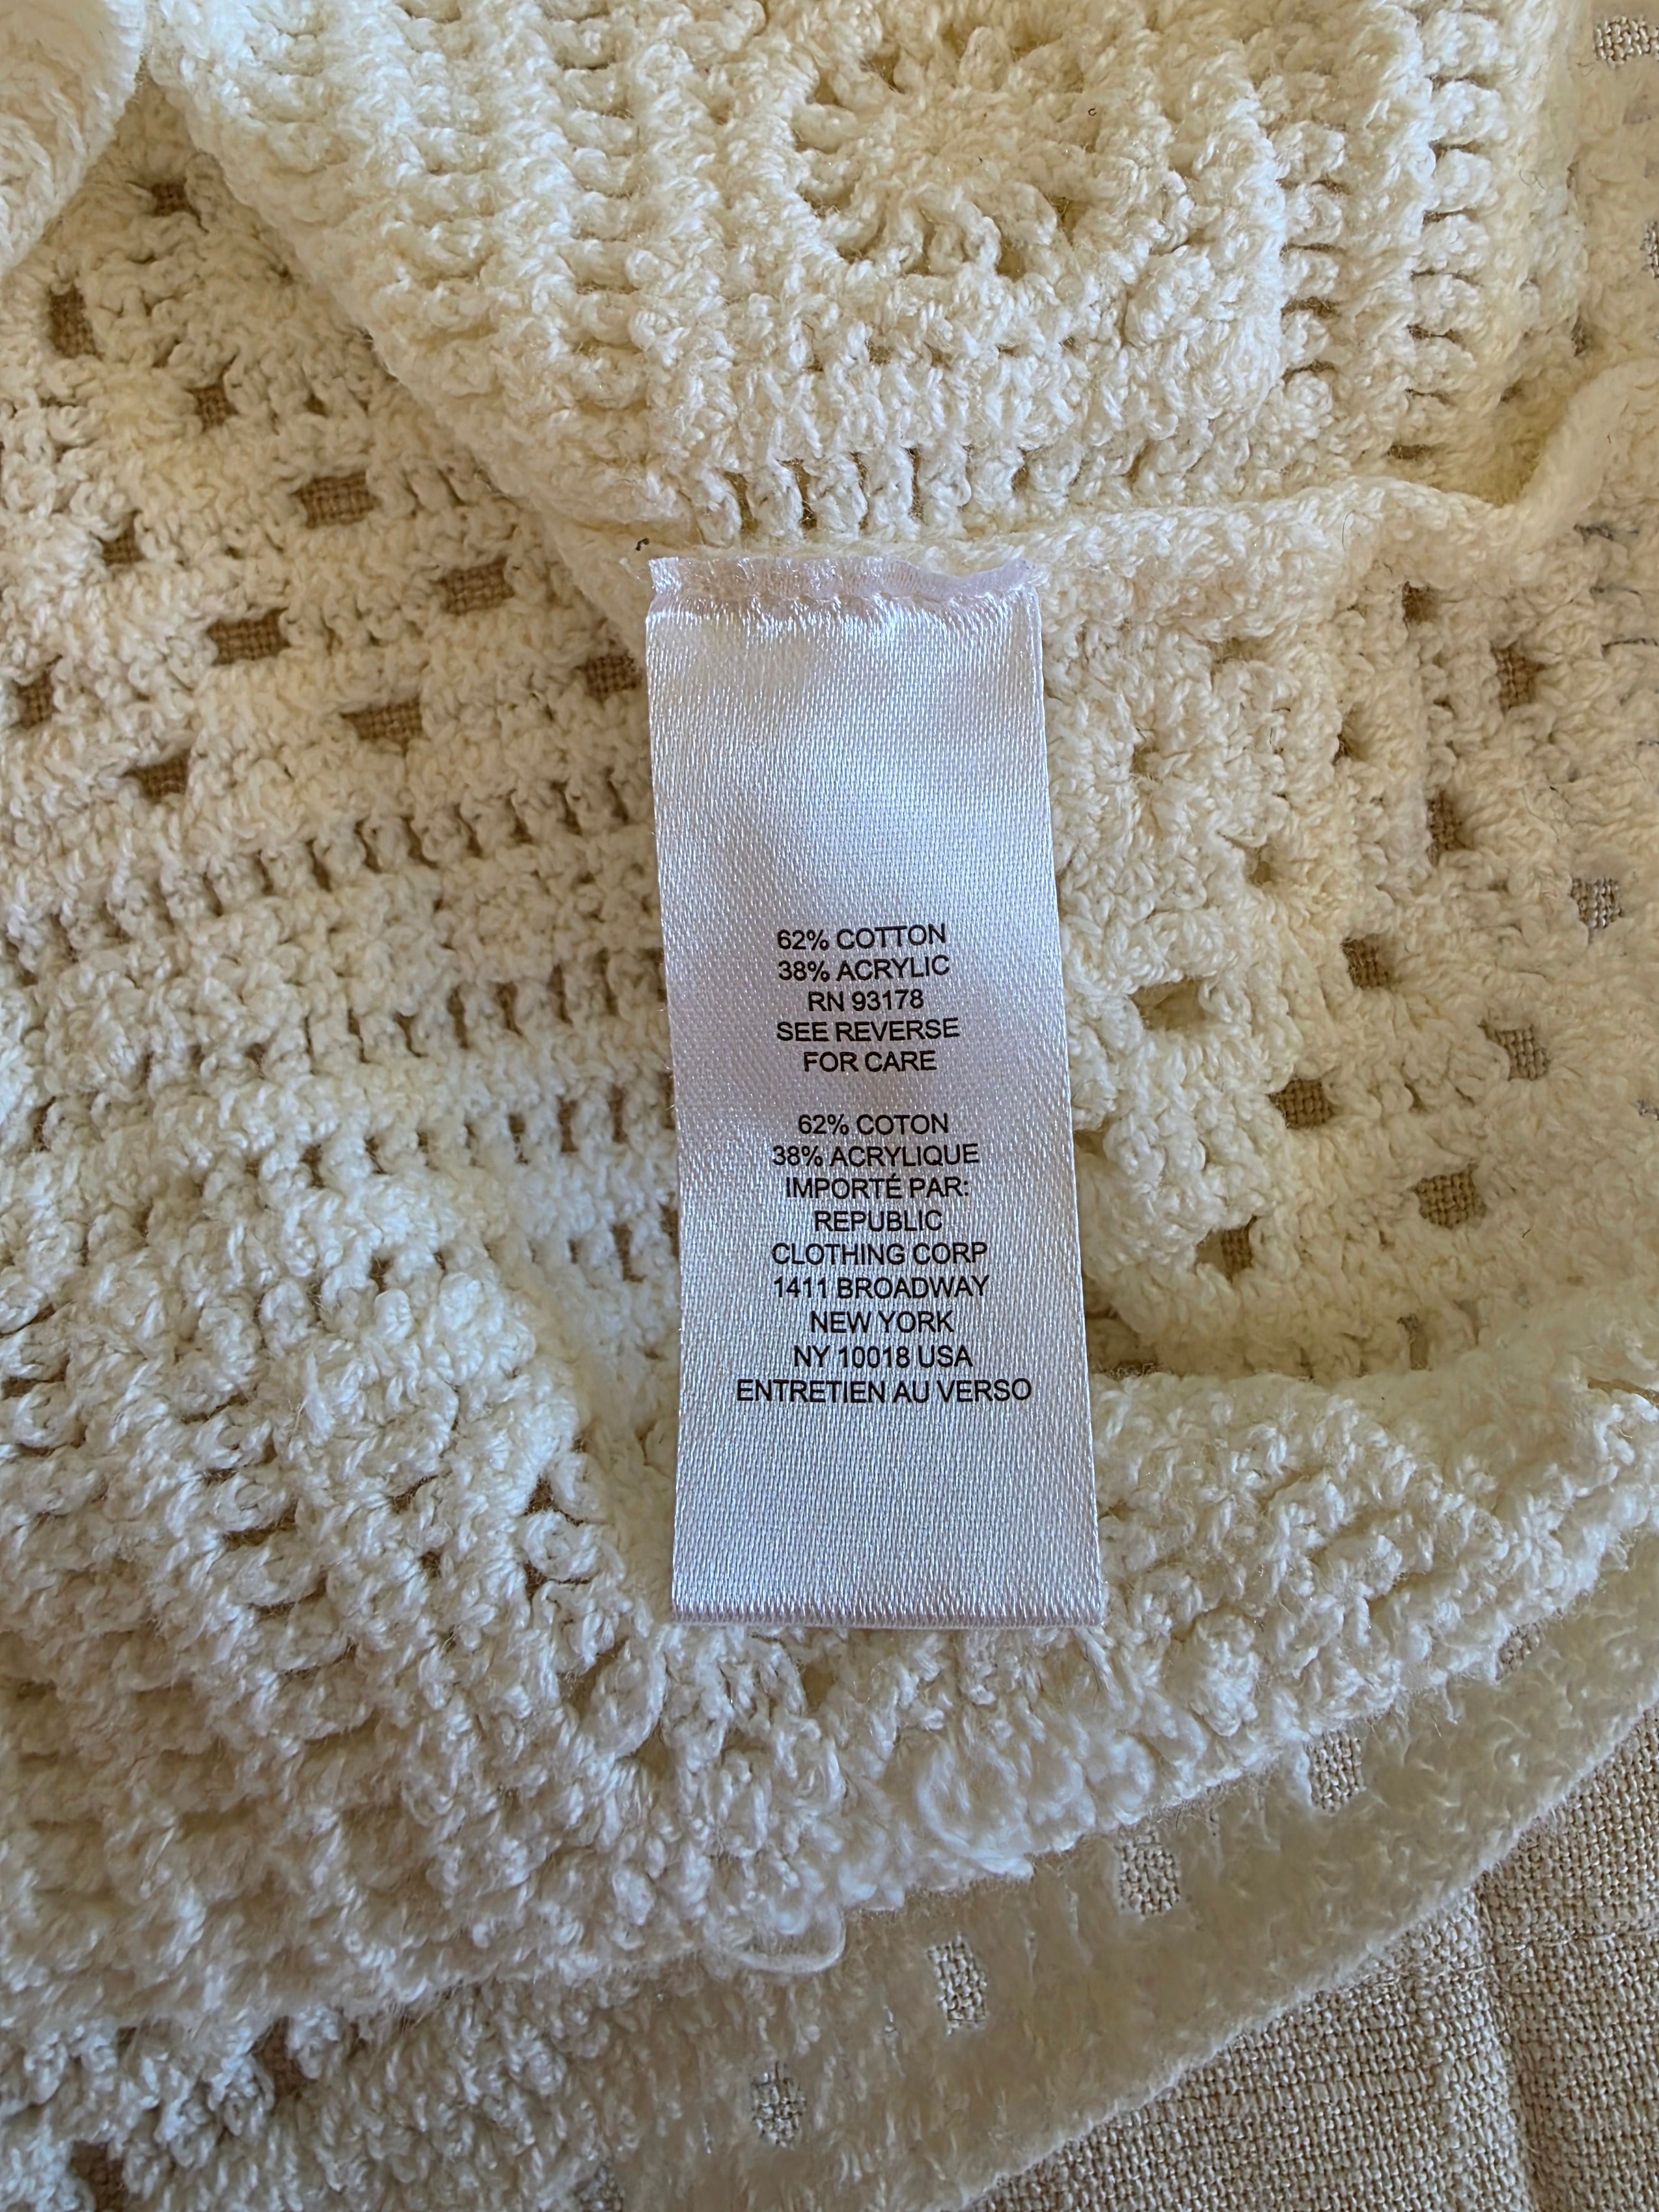 62% COTTON
38% ACRYLIC
RN 93178
SEE REVERSE
FOR CARE
62% COTON
38% ACRYLIQUE
IMPORTÉ PAR:
REPUBLIC
CLOTHING CORP
1411 BROADWAY
NEW YORK
NY 10018 USA
ENTRETIEN AU VERSO